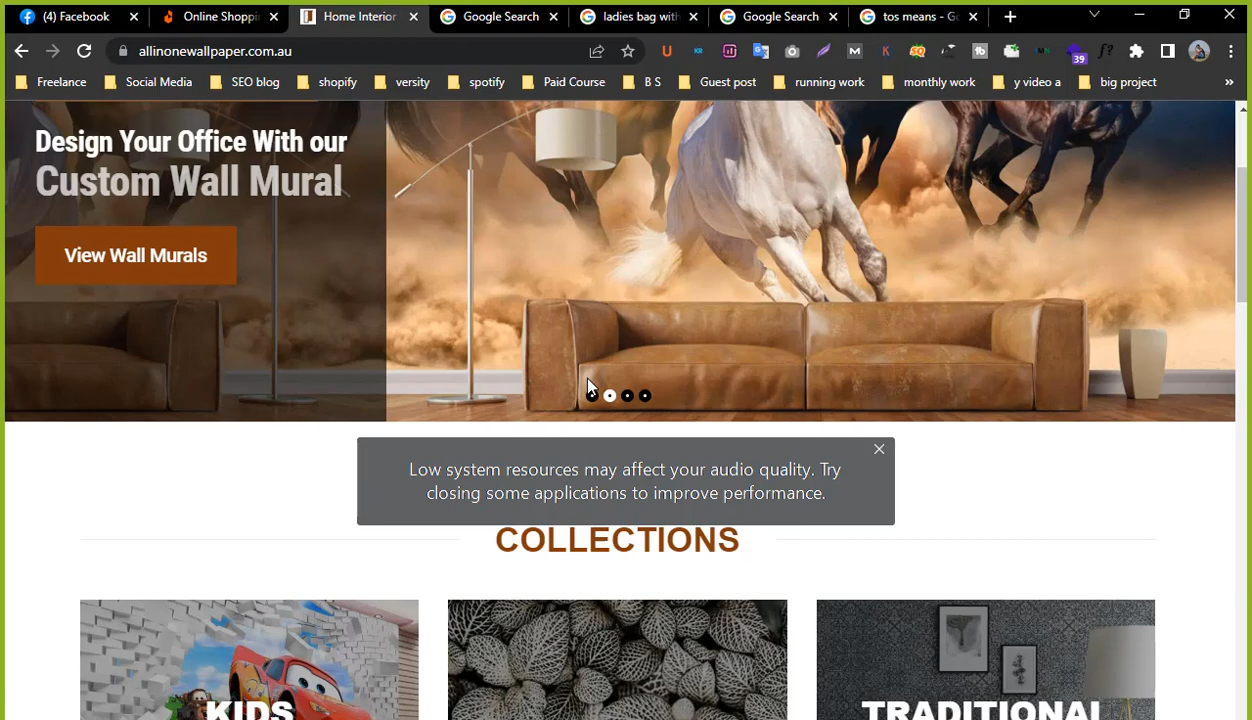 (4) Facebook
Online Shoppi
Home Interior
Google Search
ladies bag with
Google Search
tos means - Go
allinonewallpaper.com.au
39
Freelance
Social Media
SEO blog
shopify
versity
spotify
Paid Course
B S
Guest post
running work
monthly work
y video a
big project
»
Design Your Office With our
Custom Wall Mural
View Wall Murals
Low system resources may affect your audio quality. Try
closing some applications to improve performance.
COLLECTIONS
KIDS
TRADITIONAL